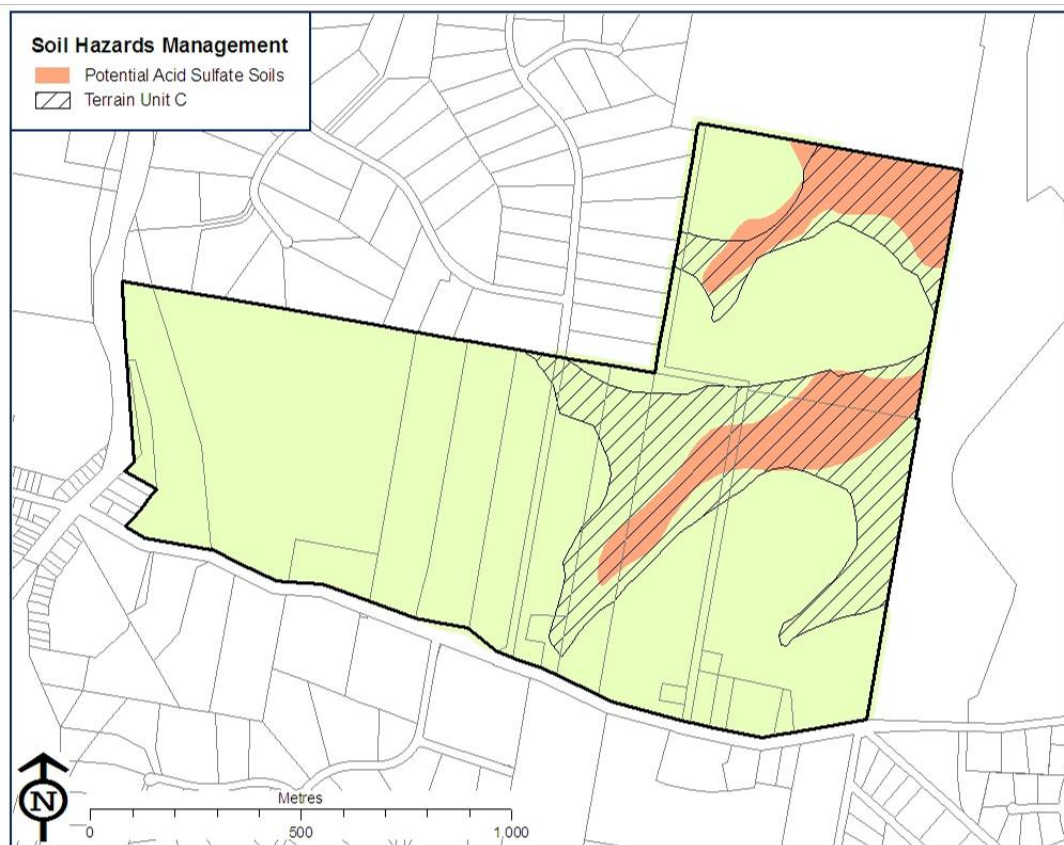 Soil Hazards Management
Potential Acid Sulfate Soils
Terrain Unit C
N
Metres
0 500 1,000